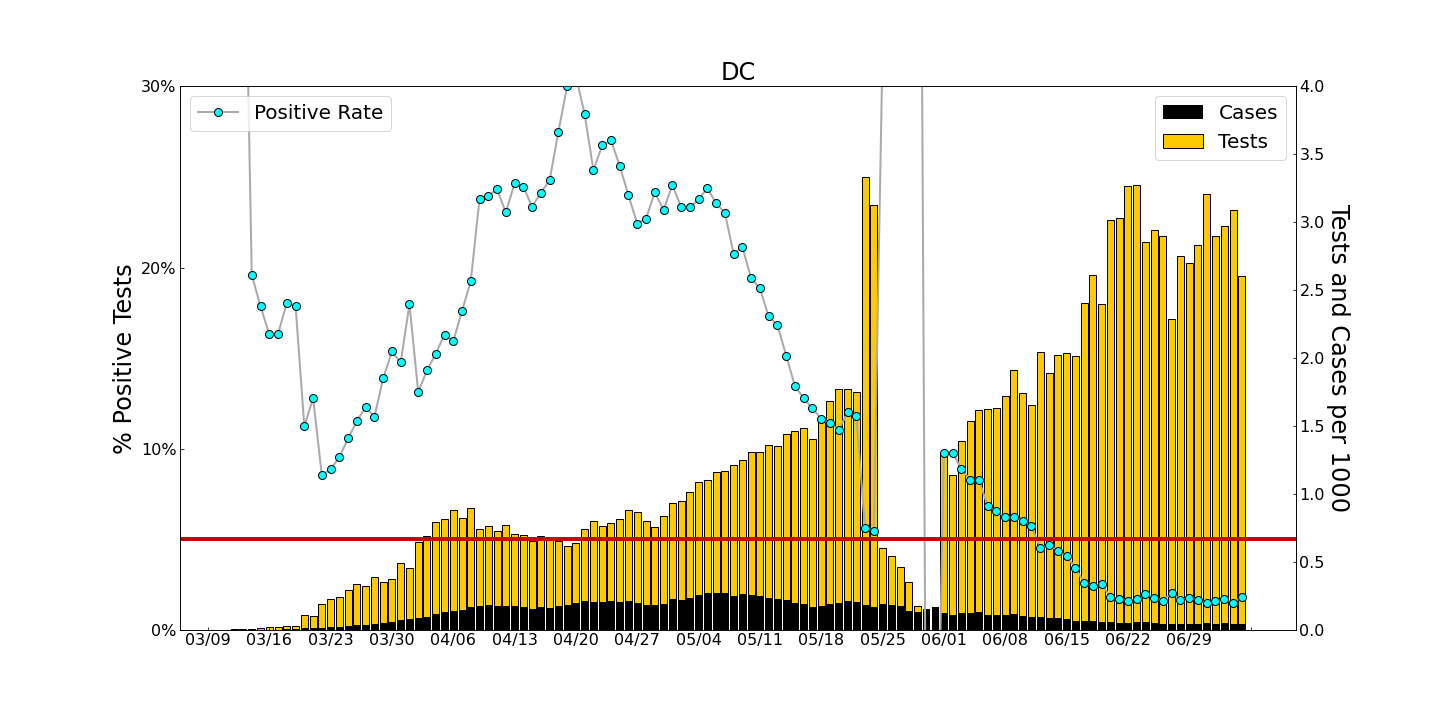 DC
30%
20%
10%
0%
% Positive Tests
Positive Rate
Cases
Tests
4.0
3.5
3.0
2.5
2.0
1.5
1.0
0.5
0.0
Tests and Cases per 1000
03/09 03/16 03/23 03/30 04/06 04/13 04/20 04/27 05/04 05/11 05/18 05/25 06/01 06/08 06/15 06/22 06/29